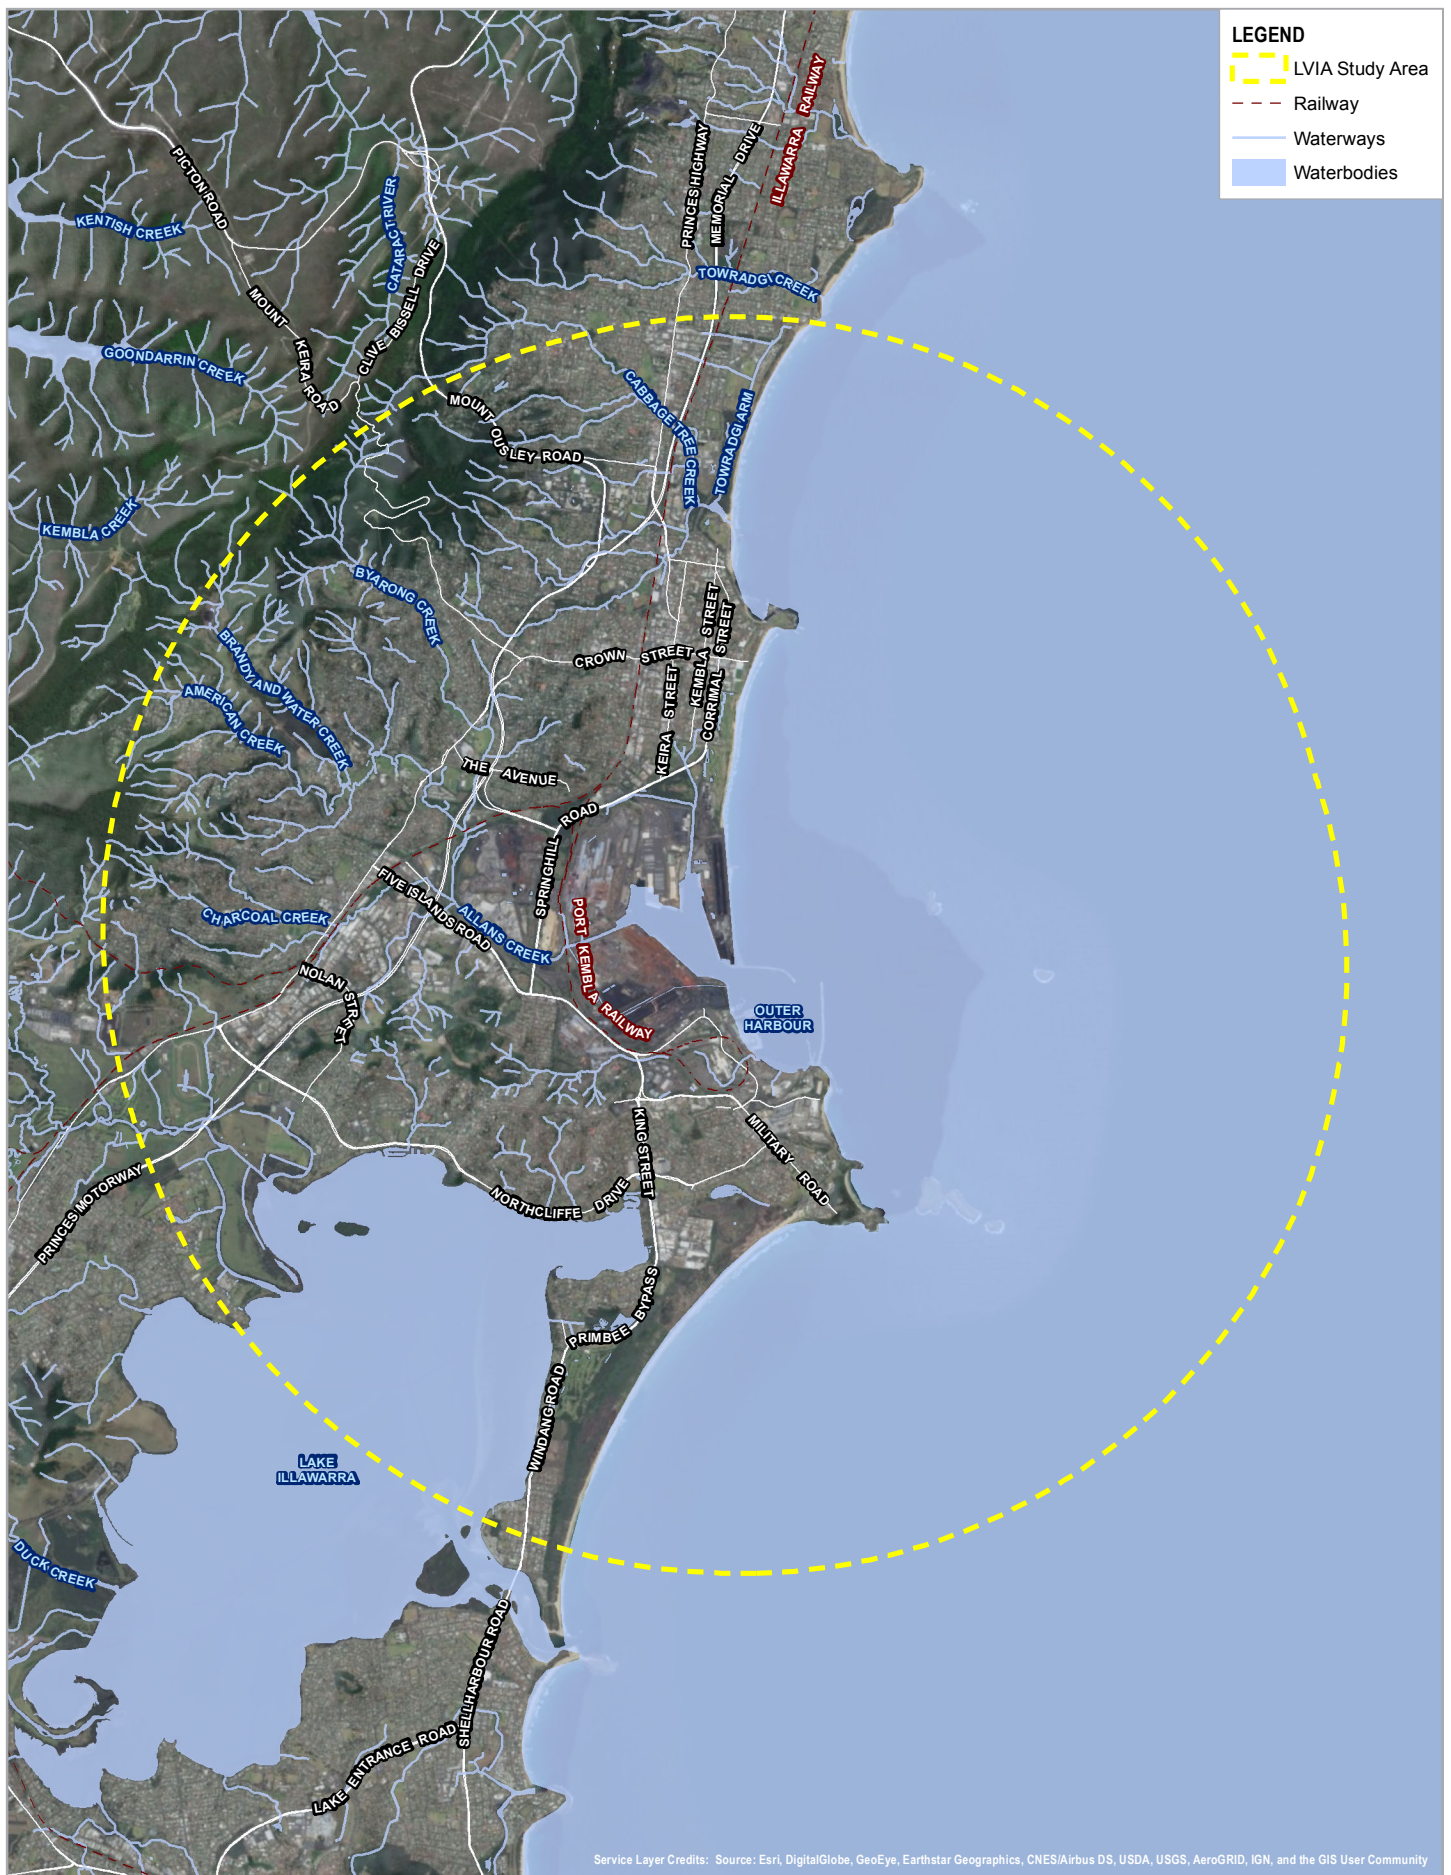 LEGEND
LVIA Study Area
Railway
Waterways
Waterbodies
ILLAWARRA RAILWAY
PRINCES HIGHWAY
MEMORIAL DRIVE
PICTON ROAD
KENTISH CREEK
CATARACT RIVER
CLIVE BISSELL DRIVE
TOWRADGI CREEK
MOUNT KEIRA ROAD
GOONDARRIN CREEK
MOUNT OUSLEY ROAD
CABBAGE TREE CREEK
TOWRADGI ARM
KEMBLA CREEK
BYARONG CREEK
BRANDY AND WATER CREEK
AMERICAN CREEK
CROWN STREET
KEIRA STREET
KEMBLA STREET
CORRIMAL STREET
THE AVENUE
SPRINGHILL ROAD
FIVE ISLANDS ROAD
ALLANS CREEK
CHARCOAL CREEK
PORT KEMBLA RAILWAY
NOLAN STREET
OUTER
HARBOUR
KING STREET
MILITARY ROAD
PRINCES MOTORWAY
NORTHCLIFFE DRIVE
PRIMBEE BYPASS
WINDANG ROAD
LAKE
ILLAWARRA
DUCK CREEK
SHELLHARBOUR ROAD
LAKE ENTRANCE ROAD
Service Layer Credits: Source: Esri, DigitalGlobe, GeoEye, Earthstar Geographics, CNES/Airbus DS, USDA, USGS, AeroGRID, IGN, and the GIS User Community